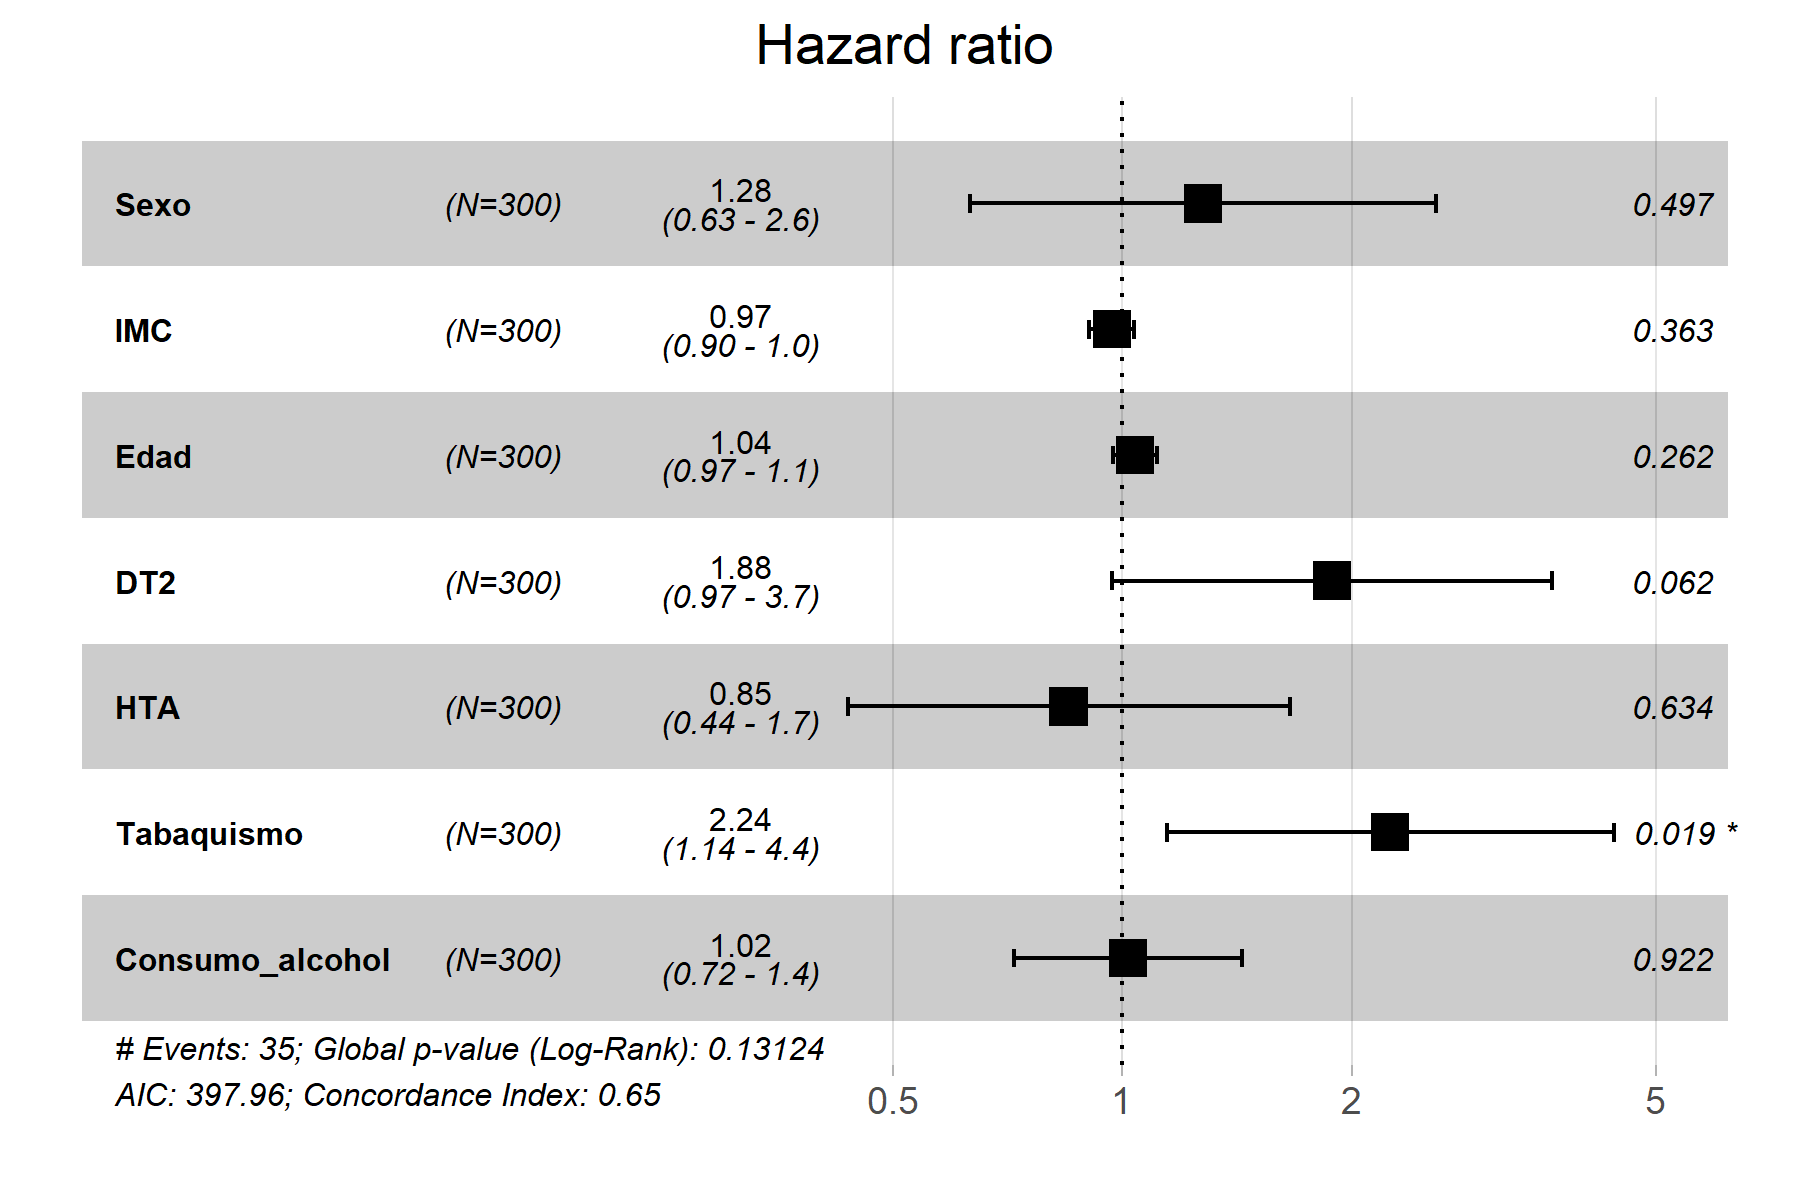 Hazard ratio
Sexo (N=300) 1.28 (0.63 - 2.6) 0.497
IMC (N=300) 0.97 (0.90 - 1.0) 0.363
Edad (N=300) 1.04 (0.97 - 1.1) 0.262
DT2 (N=300) 1.88 (0.97 - 3.7) 0.062
HTA (N=300) 0.85 (0.44 - 1.7) 0.634
Tabaquismo (N=300) 2.24 (1.14 - 4.4) 0.019 *
Consumo_alcohol (N=300) 1.02 (0.72 - 1.4) 0.922
# Events: 35; Global p-value (Log-Rank): 0.13124
AIC: 397.96; Concordance Index: 0.65
0.5 1 2 5